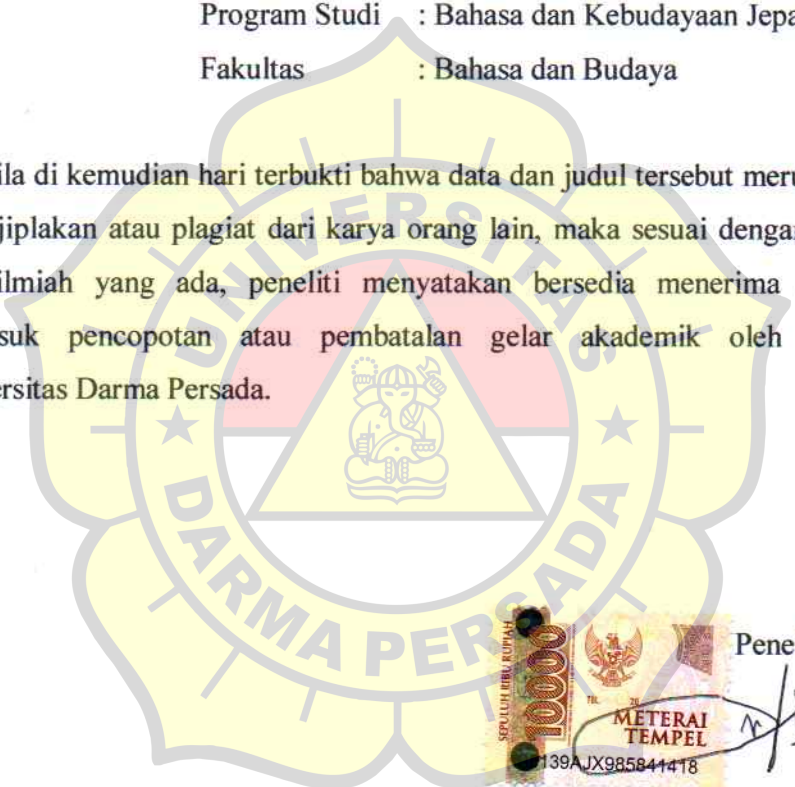 Program Studi : Bahasa dan Kebudayaan Jepa
Fakultas : Bahasa dan Budaya
ila di kemudian hari terbukti bahwa data dan judul tersebut meru
jiplakan atau plagiat dari karya orang lain, maka sesuai dengan
ilmiah yang ada, peneliti menyatakan bersedia menerima
suk pencopotan atau pembatalan gelar akademik oleh
ersitas Darma Persada.
UNIVERSITAS
DARMA PERSADA
Pene
SEPULUH RIBU RUPIAH
10000
TGL. 20
METERAI
TEMPEL
139AJX985841418